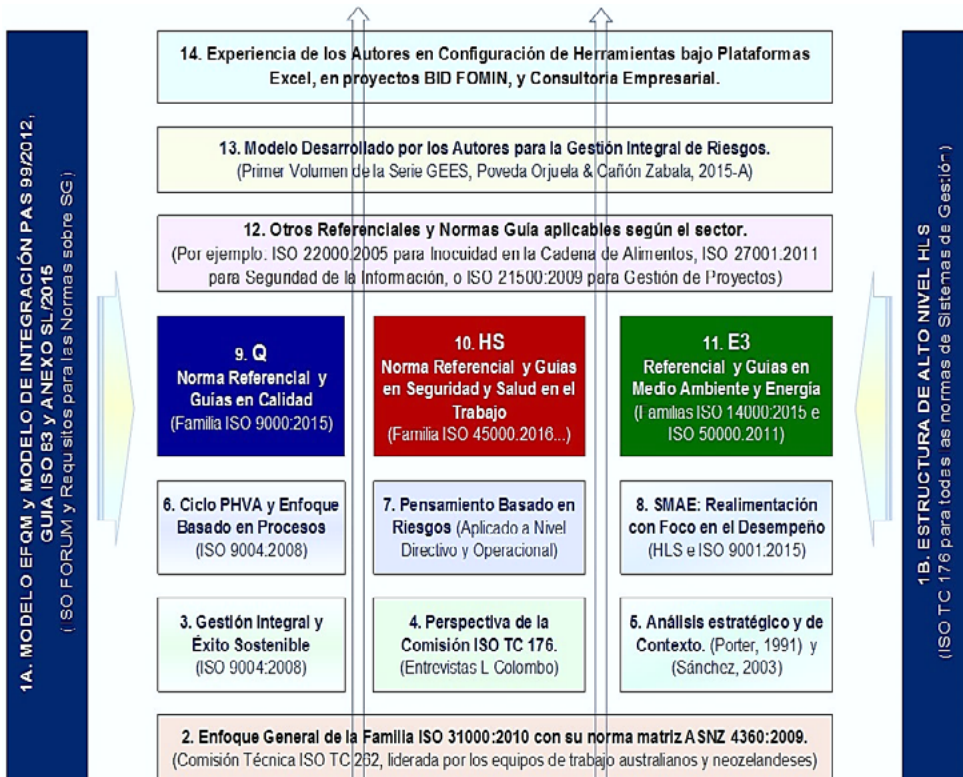 1A. MODELO EFQM y MODELO DE INTEGRACIÓN PAS 99/2012,
GUIA ISO 83 y ANEXO SL/2015
(ISO FORUM y Requisitos para las Normas sobre SG)
14. Experiencia de los Autores en Configuración de Herramientas bajo Plataformas
Excel, en proyectos BID FOMIN, y Consultoria Empresarial.
13. Modelo Desarrollado por los Autores para la Gestión Integral de Riesgos.
(Primer Volumen de la Serie GEES, Poveda Orjuela & Cañón Zabala, 2015-A)
12. Otros Referenciales y Normas Guía aplicables según el sector.
(Por ejemplo: ISO 22000.2005 para Inocuidad en la Cadena de Alimentos, ISO 27001:2011
para Seguridad de la Información, o ISO 21500:2009 para Gestión de Proyectos)
9. Q
Norma Referencial y
Guías en Calidad
(Familia ISO 9000:2015)
10. HS
Norma Referencial y Guías
en Seguridad y Salud en el
Trabajo
(Familia ISO 45000.2016...)
11. E3
Referencial y Guías en
Medio Ambiente y Energía
(Familias ISO 14000:2015 e
ISO 50000.2011)
6. Ciclo PHVA y Enfoque
Basado en Procesos
(ISO 9004.2008)
7. Pensamiento Basado en
Riesgos (Aplicado a Nivel
Directivo y Operacional)
8. SMAE: Realimentación
con Foco en el Desempeño
(HLS e ISO 9001.2015)
3. Gestión Integral y
Éxito Sostenible
(ISO 9004:2008)
4. Perspectiva de la
Comisión ISO TC 176.
(Entrevistas L Colombo)
5. Análisis estratégico y de
Contexto. (Porter, 1991) y
(Sánchez, 2003)
2. Enfoque General de la Familia ISO 31000:2010 con su norma matriz ASNZ 4360:2009.
(Comisión Técnica ISO TC 262, liderada por los equipos de trabajo australianos y neozelandeses)
1B. ESTRUCTURA DE ALTO NIVEL HLS
(ISO TC 176 para todas las normas de Sistemas de Gestión)